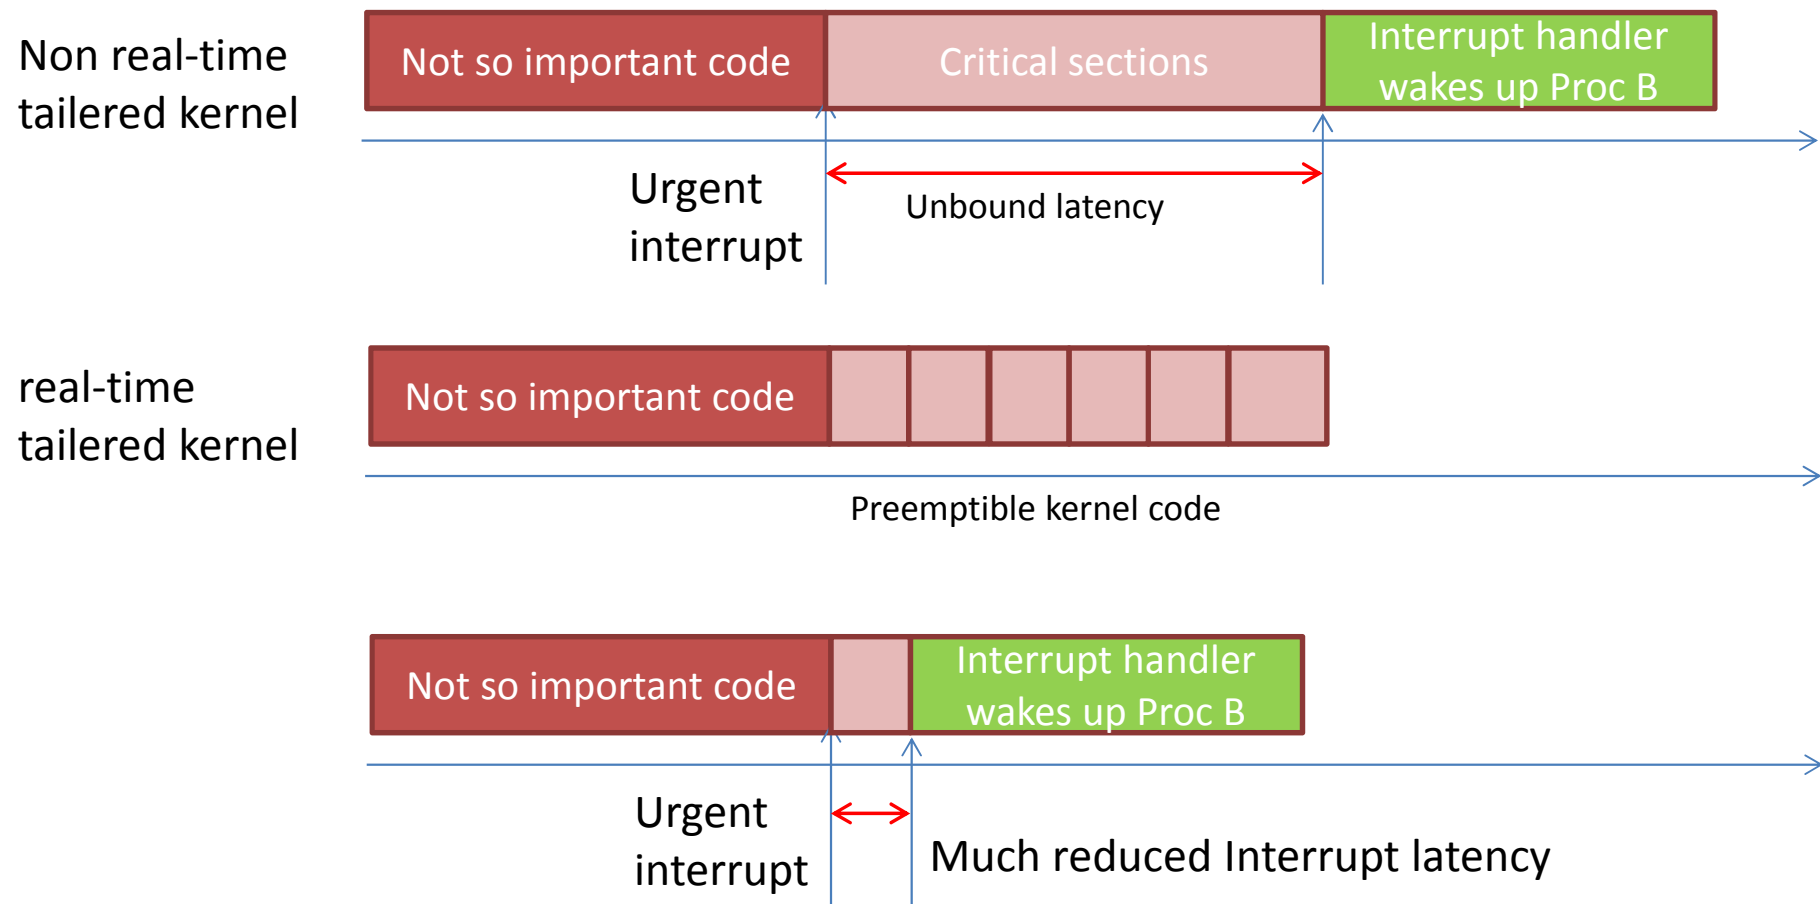 Non real-time
tailered kernel
Not so important code
Critical sections
Interrupt handler
wakes up Proc B
Urgent
interrupt
Unbound latency
real-time
tailered kernel
Not so important code
Preemptible kernel code
Not so important code
Interrupt handler
wakes up Proc B
Urgent
interrupt
Much reduced Interrupt latency